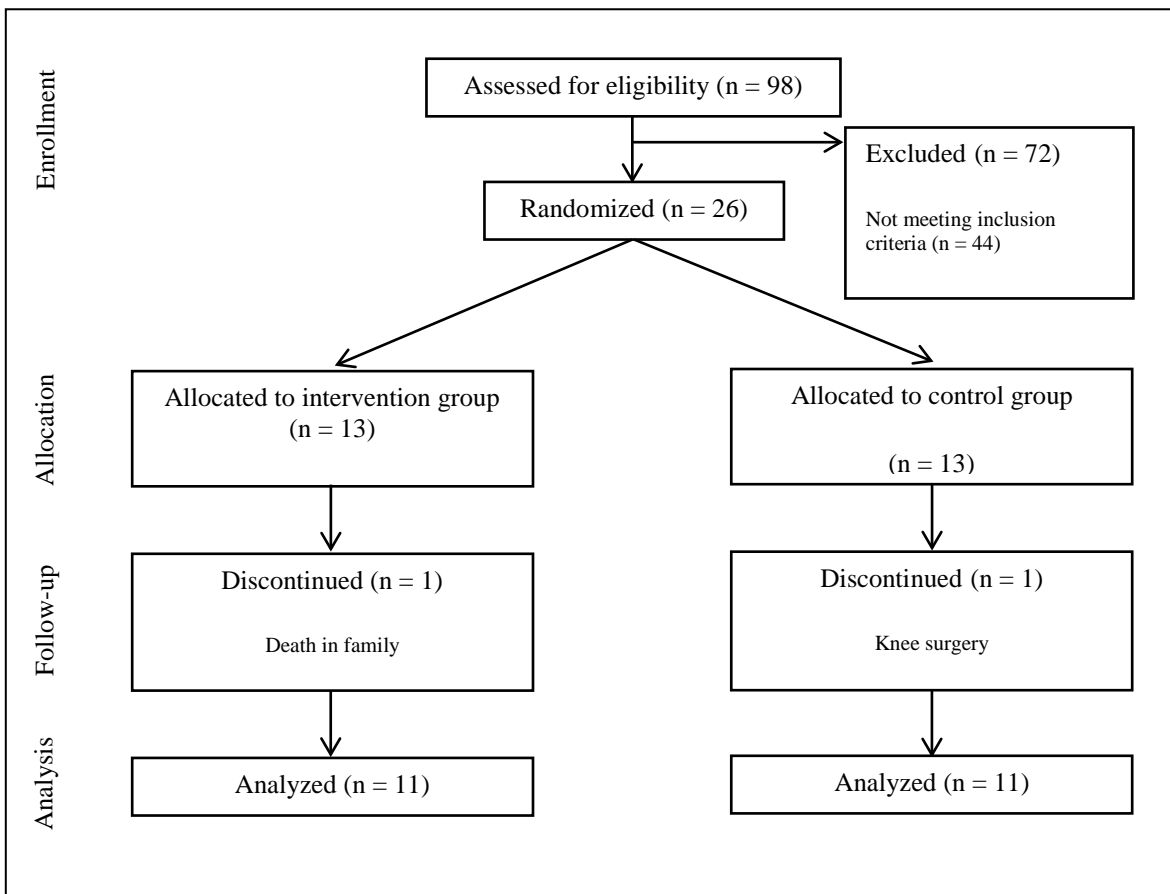 Enrollment
Assessed for eligibility (n = 98)
Excluded (n = 72)
Not meeting inclusion
criteria (n = 44)
Randomized (n = 26)
Allocation
Allocated to intervention group
(n = 13)
Allocated to control group
(n = 13)
Follow-up
Discontinued (n = 1)
Death in family
Discontinued (n = 1)
Knee surgery
Analysis
Analyzed (n = 11)
Analyzed (n = 11)